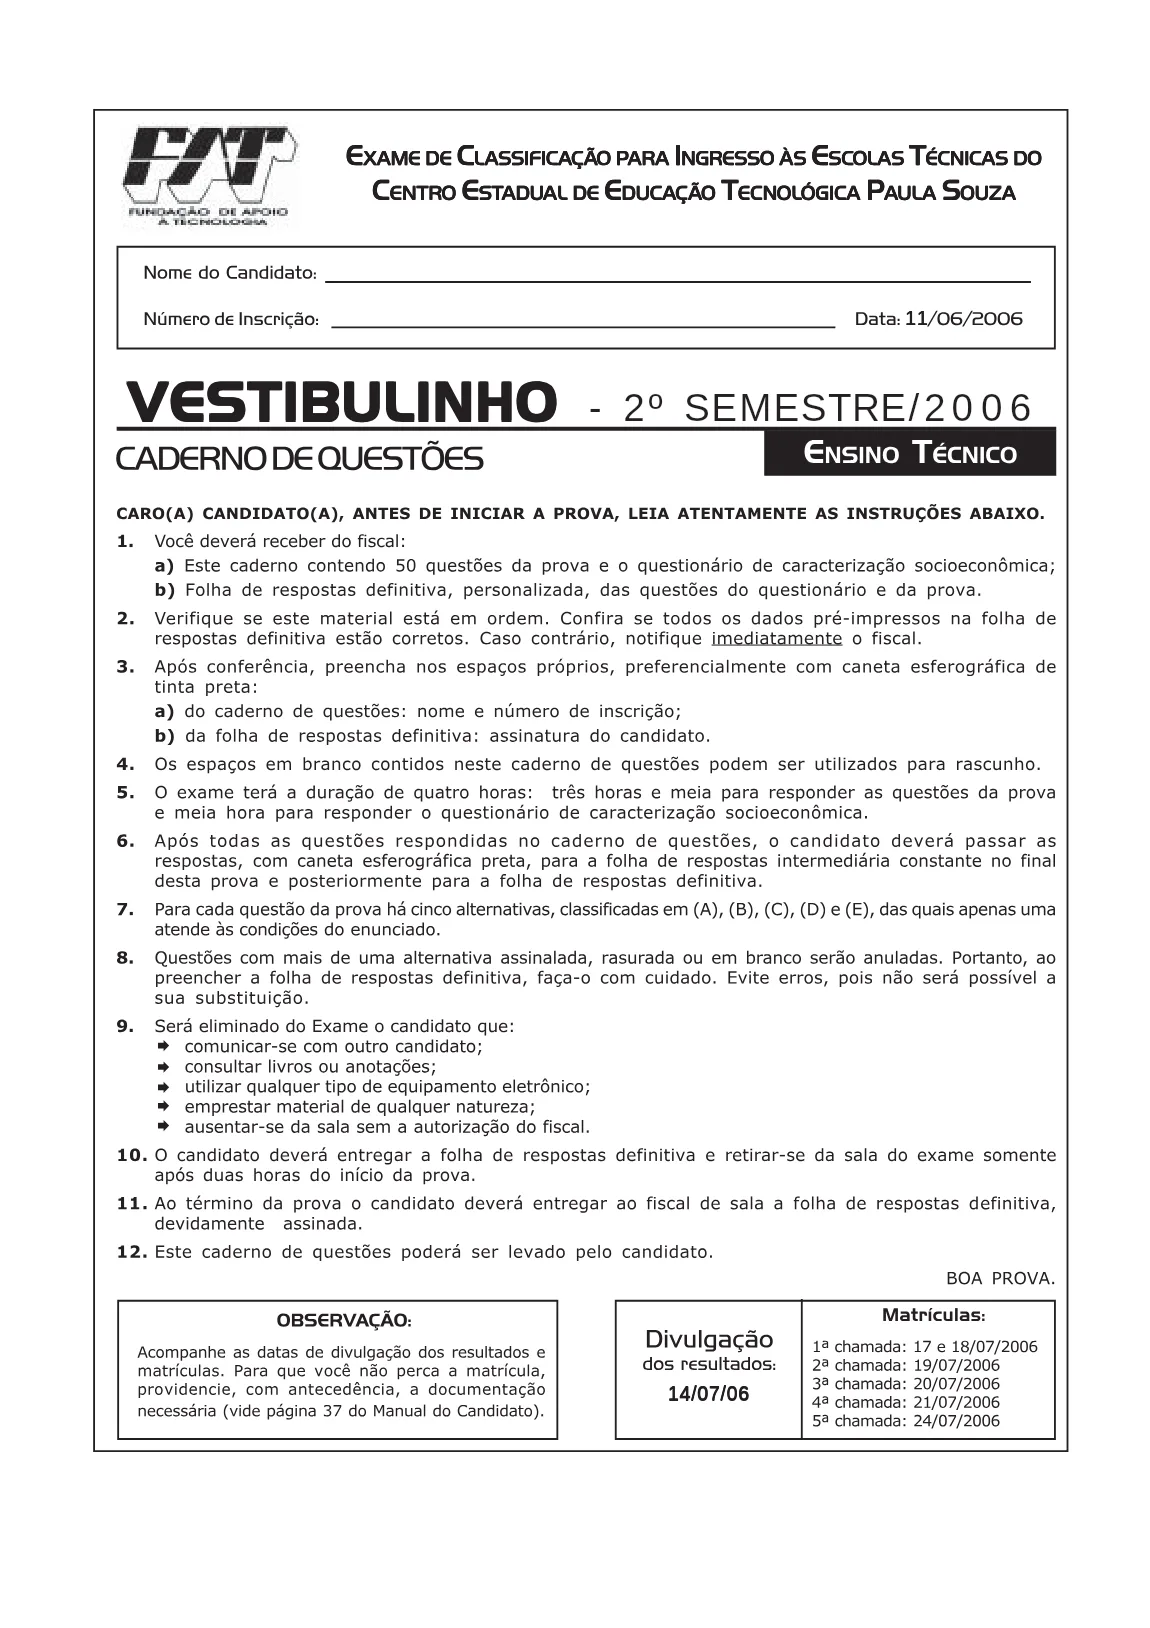 FAT
FUNDAÇÃO DE APOIO
À TECNOLOGIA
EXAME DE CLASSIFICAÇÃO PARA INGRESSO ÀS ESCOLAS TÉCNICAS DO
CENTRO ESTADUAL DE EDUCAÇÃO TECNOLÓGICA PAULA SOUZA
Nome do Candidato:
Número de Inscrição: Data: 11/06/2006
VESTIBULINHO - 2º SEMESTRE/2006
CADERNO DE QUESTÕES ENSINO TÉCNICO
CARO(A) CANDIDATO(A), ANTES DE INICIAR A PROVA, LEIA ATENTAMENTE AS INSTRUÇÕES ABAIXO.
1. Você deverá receber do fiscal:
a) Este caderno contendo 50 questões da prova e o questionário de caracterização socioeconômica;
b) Folha de respostas definitiva, personalizada, das questões do questionário e da prova.
2. Verifique se este material está em ordem. Confira se todos os dados pré-impressos na folha de
respostas definitiva estão corretos. Caso contrário, notifique imediatamente o fiscal.
3. Após conferência, preencha nos espaços próprios, preferencialmente com caneta esferográfica de
tinta preta:
a) do caderno de questões: nome e número de inscrição;
b) da folha de respostas definitiva: assinatura do candidato.
4. Os espaços em branco contidos neste caderno de questões podem ser utilizados para rascunho.
5. O exame terá a duração de quatro horas: três horas e meia para responder as questões da prova
e meia hora para responder o questionário de caracterização socioeconômica.
6. Após todas as questões respondidas no caderno de questões, o candidato deverá passar as
respostas, com caneta esferográfica preta, para a folha de respostas intermediária constante no final
desta prova e posteriormente para a folha de respostas definitiva.
7. Para cada questão da prova há cinco alternativas, classificadas em (A), (B), (C), (D) e (E), das quais apenas uma
atende às condições do enunciado.
8. Questões com mais de uma alternativa assinalada, rasurada ou em branco serão anuladas. Portanto, ao
preencher a folha de respostas definitiva, faça-o com cuidado. Evite erros, pois não será possível a
sua substituição.
9. Será eliminado do Exame o candidato que:
➡ comunicar-se com outro candidato;
➡ consultar livros ou anotações;
➡ utilizar qualquer tipo de equipamento eletrônico;
➡ emprestar material de qualquer natureza;
➡ ausentar-se da sala sem a autorização do fiscal.
10. O candidato deverá entregar a folha de respostas definitiva e retirar-se da sala do exame somente
após duas horas do início da prova.
11. Ao término da prova o candidato deverá entregar ao fiscal de sala a folha de respostas definitiva,
devidamente assinada.
12. Este caderno de questões poderá ser levado pelo candidato.
BOA PROVA.
OBSERVAÇÃO:
Acompanhe as datas de divulgação dos resultados e
matrículas. Para que você não perca a matrícula,
providencie, com antecedência, a documentação
necessária (vide página 37 do Manual do Candidato).
Divulgação
dos resultados:
14/07/06
Matrículas:
1ª chamada: 17 e 18/07/2006
2ª chamada: 19/07/2006
3ª chamada: 20/07/2006
4ª chamada: 21/07/2006
5ª chamada: 24/07/2006